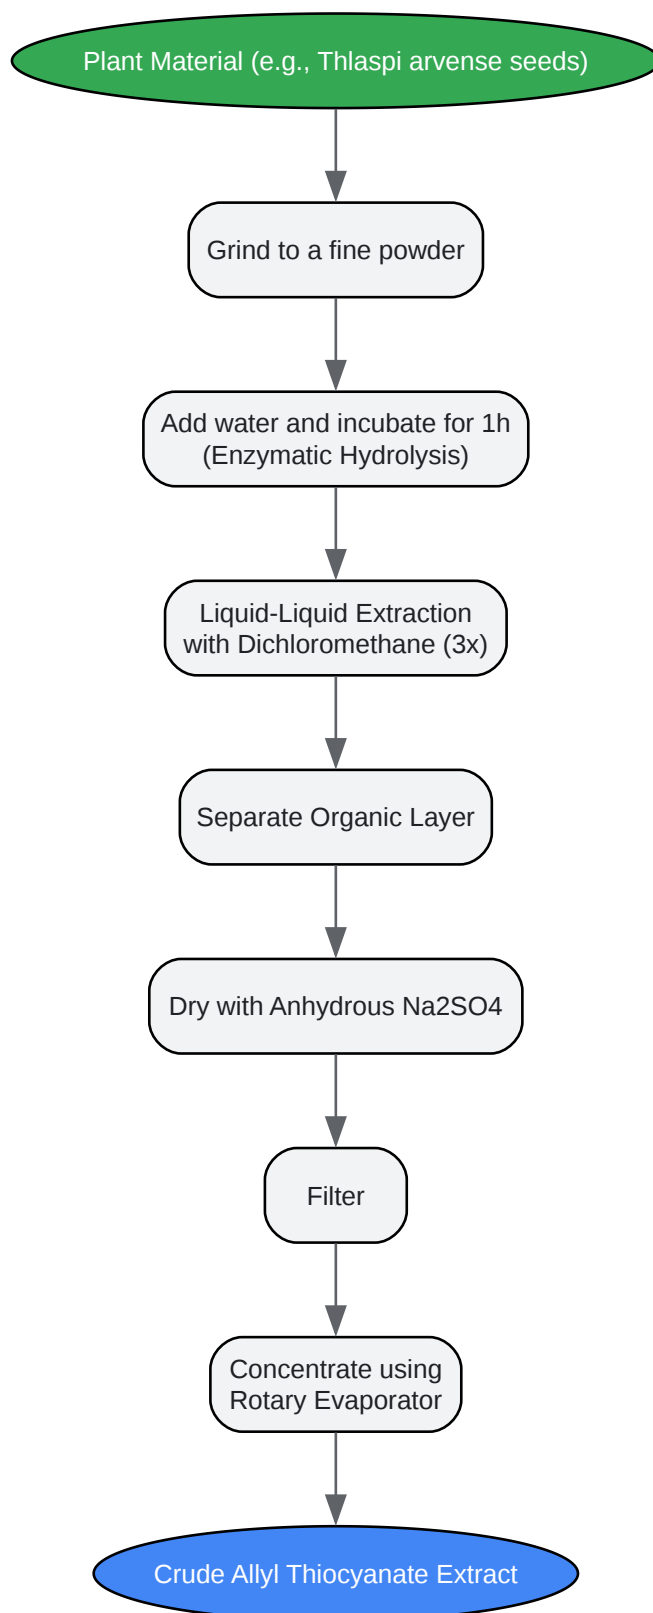 Plant Material (e.g., Thlaspi arvense seeds)
Grind to a fine powder
Add water and incubate for 1h
(Enzymatic Hydrolysis)
Liquid-Liquid Extraction
with Dichloromethane (3x)
Separate Organic Layer
Dry with Anhydrous Na2SO4
Filter
Concentrate using
Rotary Evaporator
Crude Allyl Thiocyanate Extract